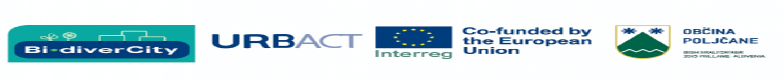 Bi-diverCity
URBACT
Interreg
Co-funded by
the European
Union
OBČINA
POLJČANE